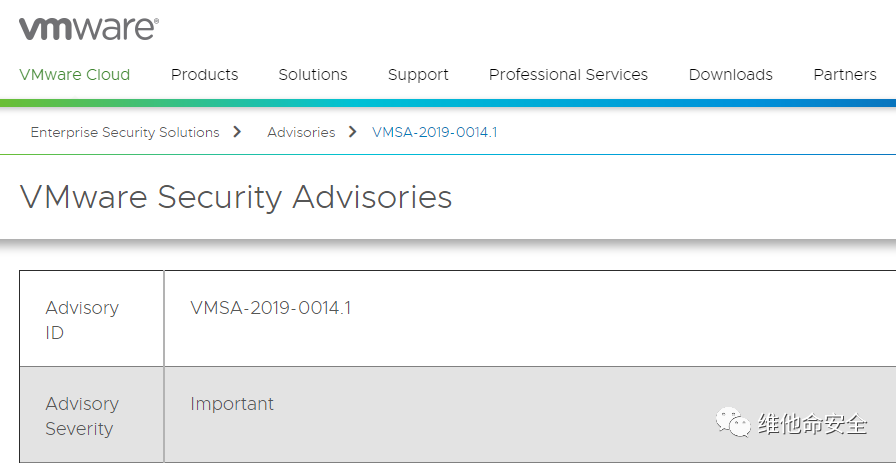 vmware®
VMware Cloud Products Solutions Support Professional Services Downloads Partners
Enterprise Security Solutions > Advisories > VMSA-2019-0014.1
VMware Security Advisories
Advisory ID
VMSA-2019-0014.1
Advisory Severity
Important
维他命安全